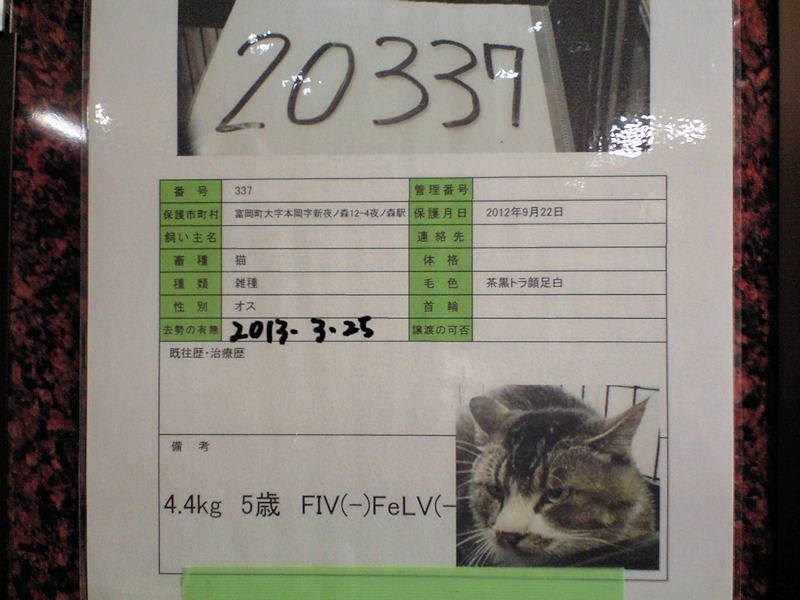 20337
番号 337 管理番号
保護市町村 富岡町大字本岡字新夜ノ森12-4夜ノ森駅 保護月日 2012年9月22日
飼い主名 連絡先
畜種 猫 体格
種類 雑種 毛色 茶黒トラ顔足白
性別 オス 首輪
去勢の有無 2013-3-25 譲渡の可否
既往歴・治療歴
備考
4.4kg 5歳 FIV(-)FeLV(-